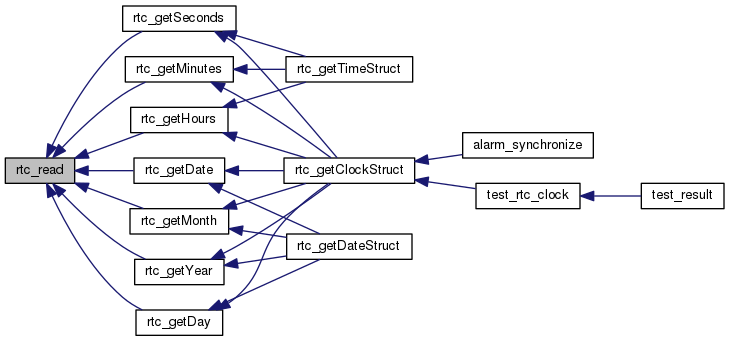 rtc_getSeconds
rtc_getMinutes
rtc_getTimeStruct
rtc_getHours
alarm_synchronize
rtc_read
rtc_getDate
rtc_getClockStruct
test_rtc_clock
test_result
rtc_getMonth
rtc_getDateStruct
rtc_getYear
rtc_getDay